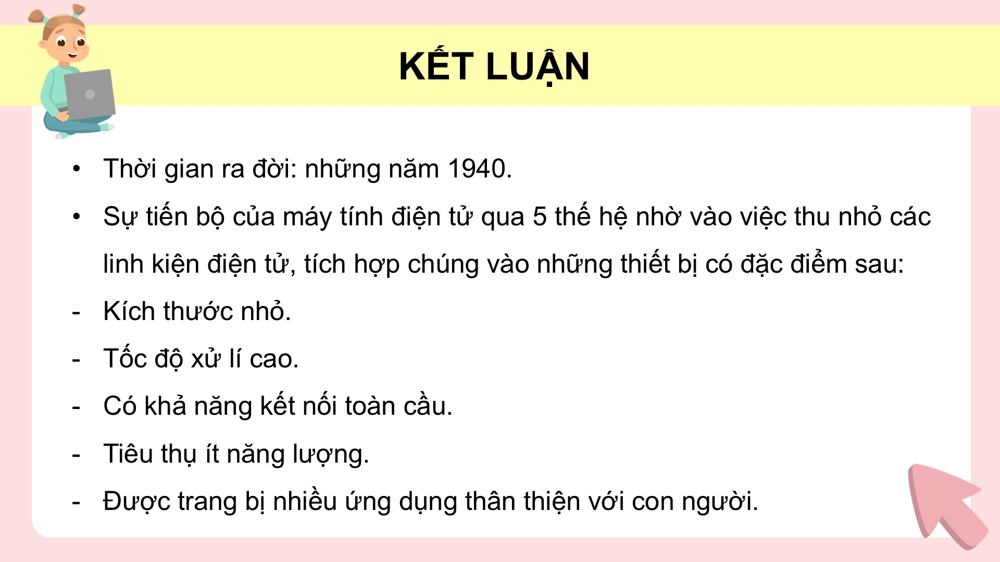 KẾT LUẬN
• Thời gian ra đời: những năm 1940.
• Sự tiến bộ của máy tính điện tử qua 5 thế hệ nhờ vào việc thu nhỏ các
linh kiện điện tử, tích hợp chúng vào những thiết bị có đặc điểm sau:
- Kích thước nhỏ.
- Tốc độ xử lí cao.
- Có khả năng kết nối toàn cầu.
- Tiêu thụ ít năng lượng.
- Được trang bị nhiều ứng dụng thân thiện với con người.